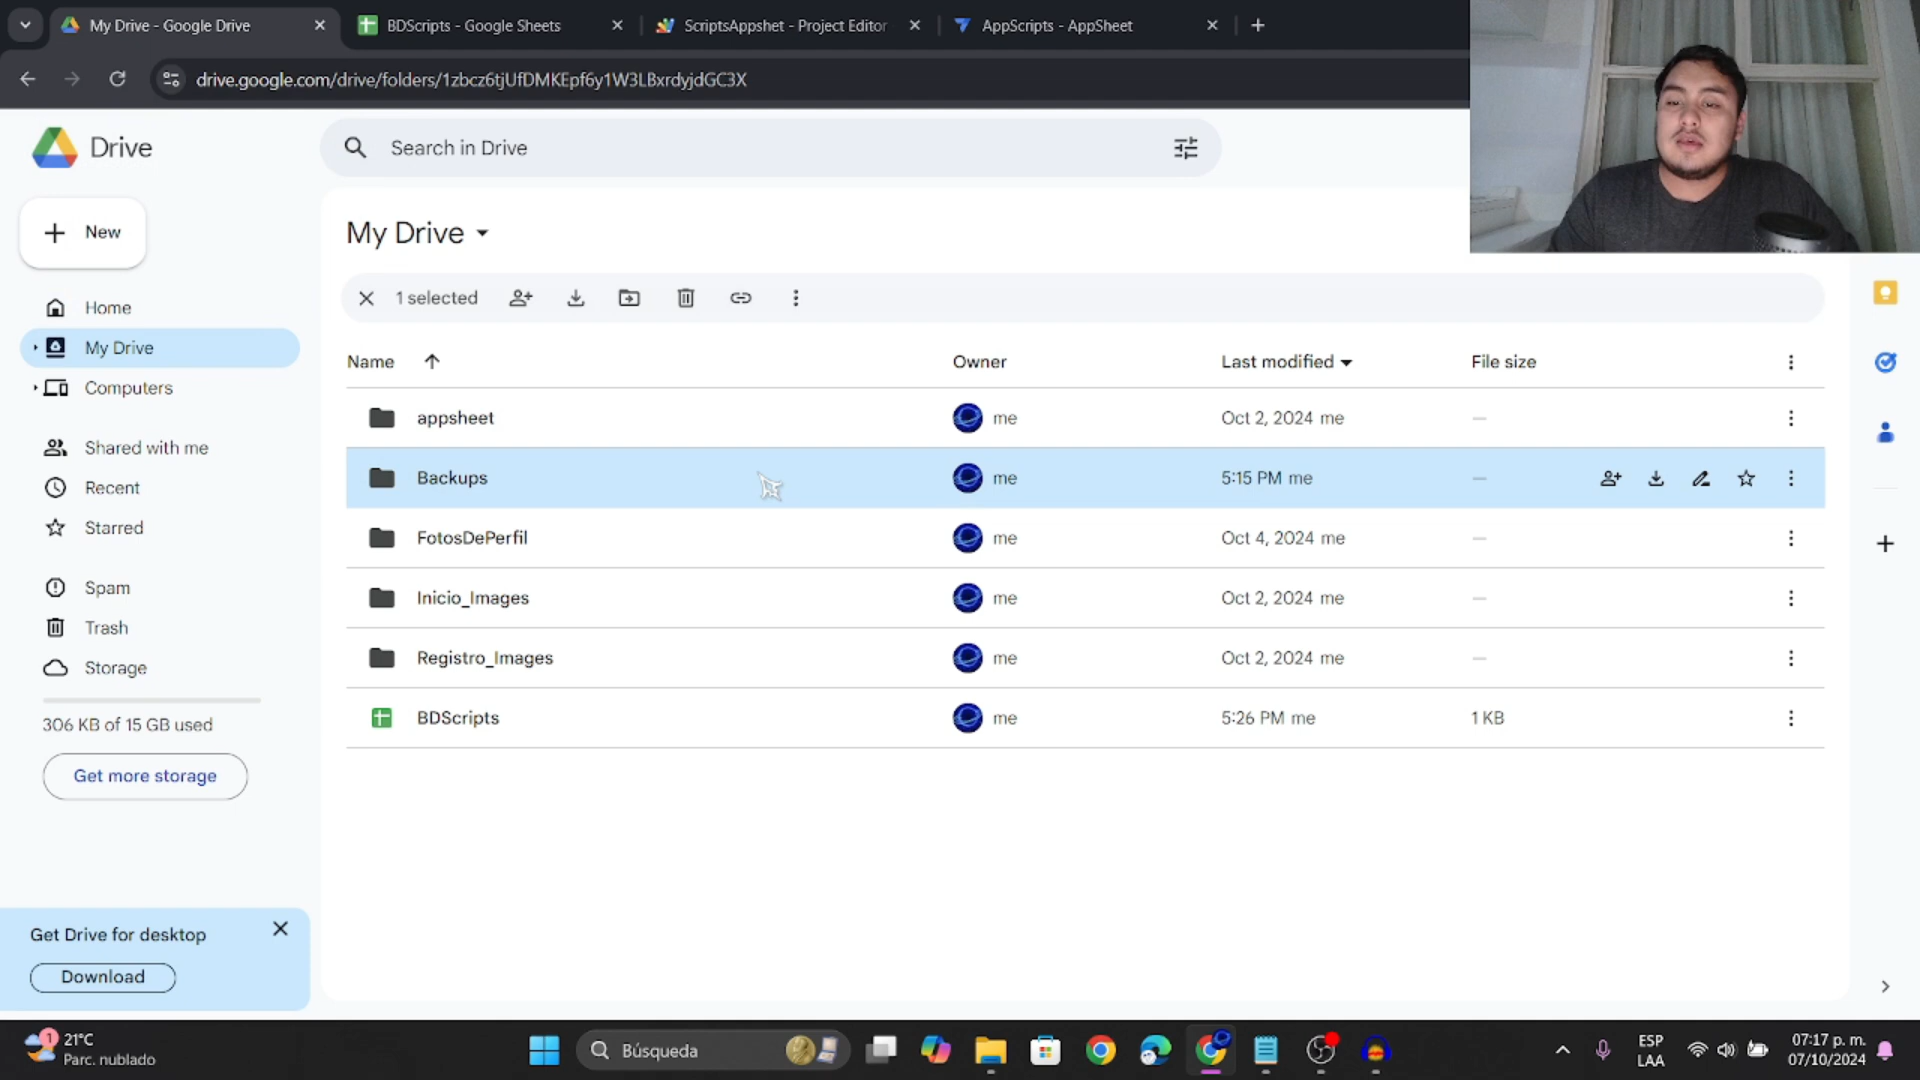 My Drive - Google Drive
BDScripts - Google Sheets
ScriptsAppshet - Project Editor
AppScripts - AppSheet
drive.google.com/drive/folders/1zbcz6tjUfDMKEpf6y1W3LBxrdyjdGC3X
Drive
Search in Drive
New
My Drive
1 selected
Home
My Drive
Computers
Shared with me
Recent
Starred
Spam
Trash
Storage
306 KB of 15 GB used
Get more storage
Name Owner Last modified File size
appsheet me Oct 2, 2024 me —
Backups me 5:15 PM me —
FotosDePerfil me Oct 4, 2024 me —
Inicio_Images me Oct 2, 2024 me —
Registro_Images me Oct 2, 2024 me —
BDScripts me 5:26 PM me 1 KB
Get Drive for desktop
Download
1
21°C
Parc. nublado
Búsqueda
ESP
LAA
07:17 p. m.
07/10/2024